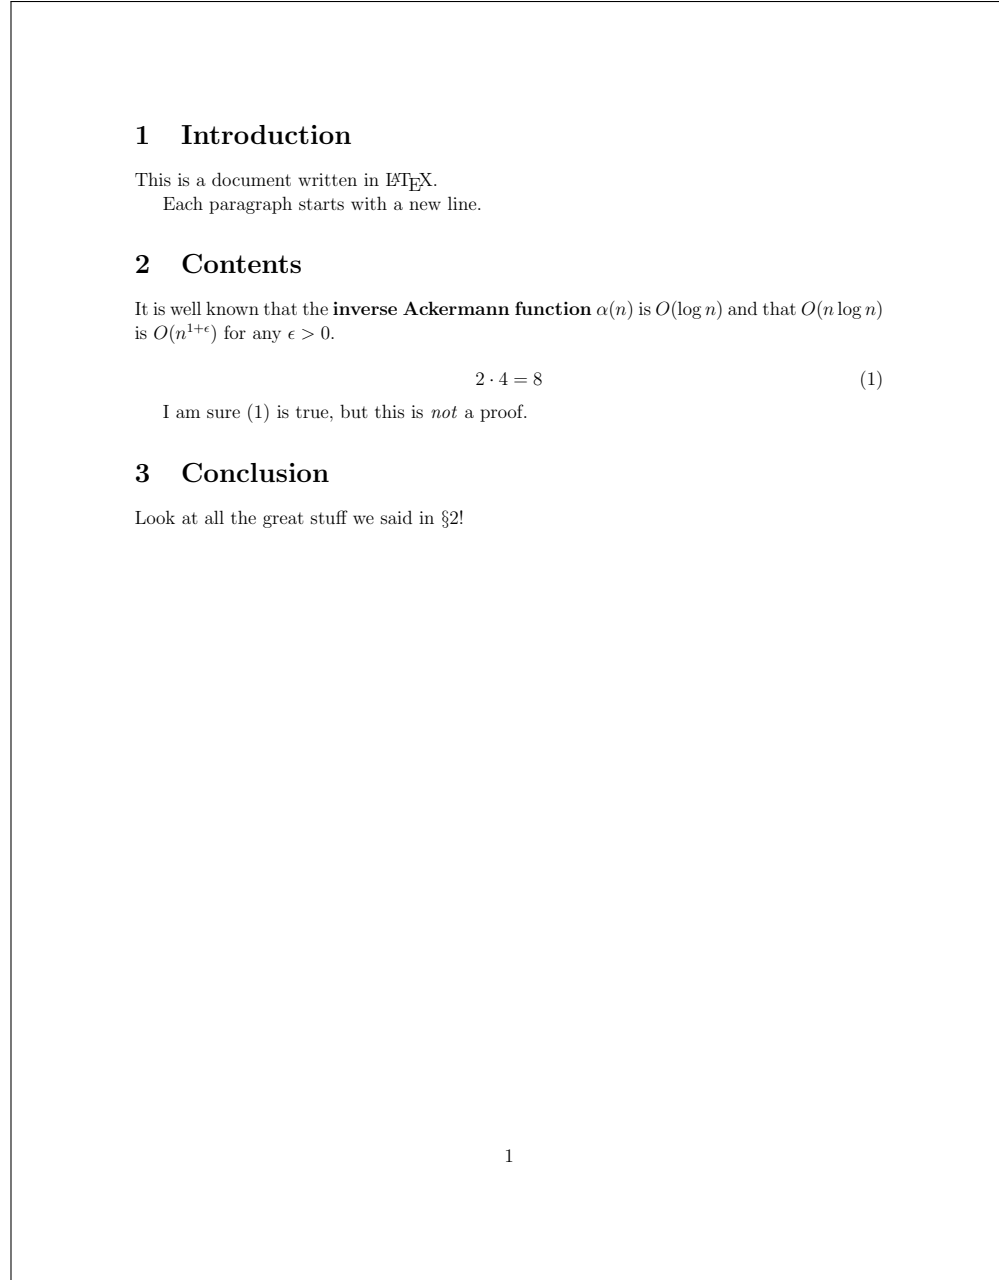 1 Introduction
This is a document written in LATEX.
Each paragraph starts with a new line.
2 Contents
It is well known that the inverse Ackermann function α(n) is O(log n) and that O(n log n)
is O(n¹⁺ᵋ) for any ϵ > 0.
2 · 4 = 8 (1)
I am sure (1) is true, but this is not a proof.
3 Conclusion
Look at all the great stuff we said in §2!
1